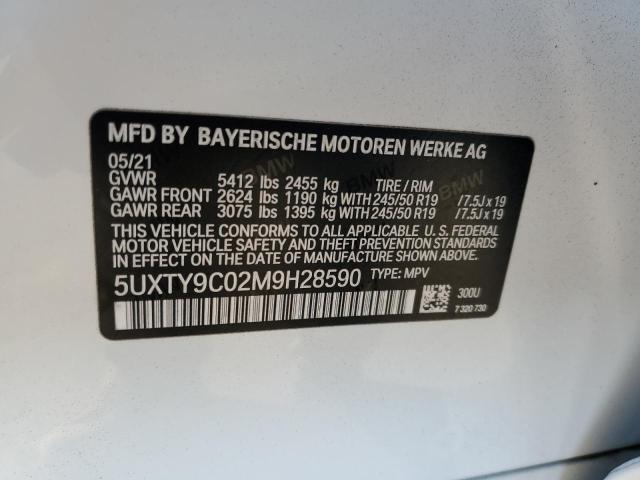 MFD BY BAYERISCHE MOTOREN WERKE AG
05/21
GVWR 5412 lbs 2455 kg TIRE / RIM
GAWR FRONT 2624 lbs 1190 kg WITH 245/50 R19 /7.5J x 19
GAWR REAR 3075 lbs 1395 kg WITH 245/50 R19 /7.5J x 19
THIS VEHICLE CONFORMS TO ALL APPLICABLE U. S. FEDERAL
MOTOR VEHICLE SAFETY AND THEFT PREVENTION STANDARDS
IN EFFECT ON THE DATE OF MANUFACTURE SHOWN ABOVE.
5UXTY9C02M9H28590 TYPE: MPV
300U
7 320 730
BMW
BMW